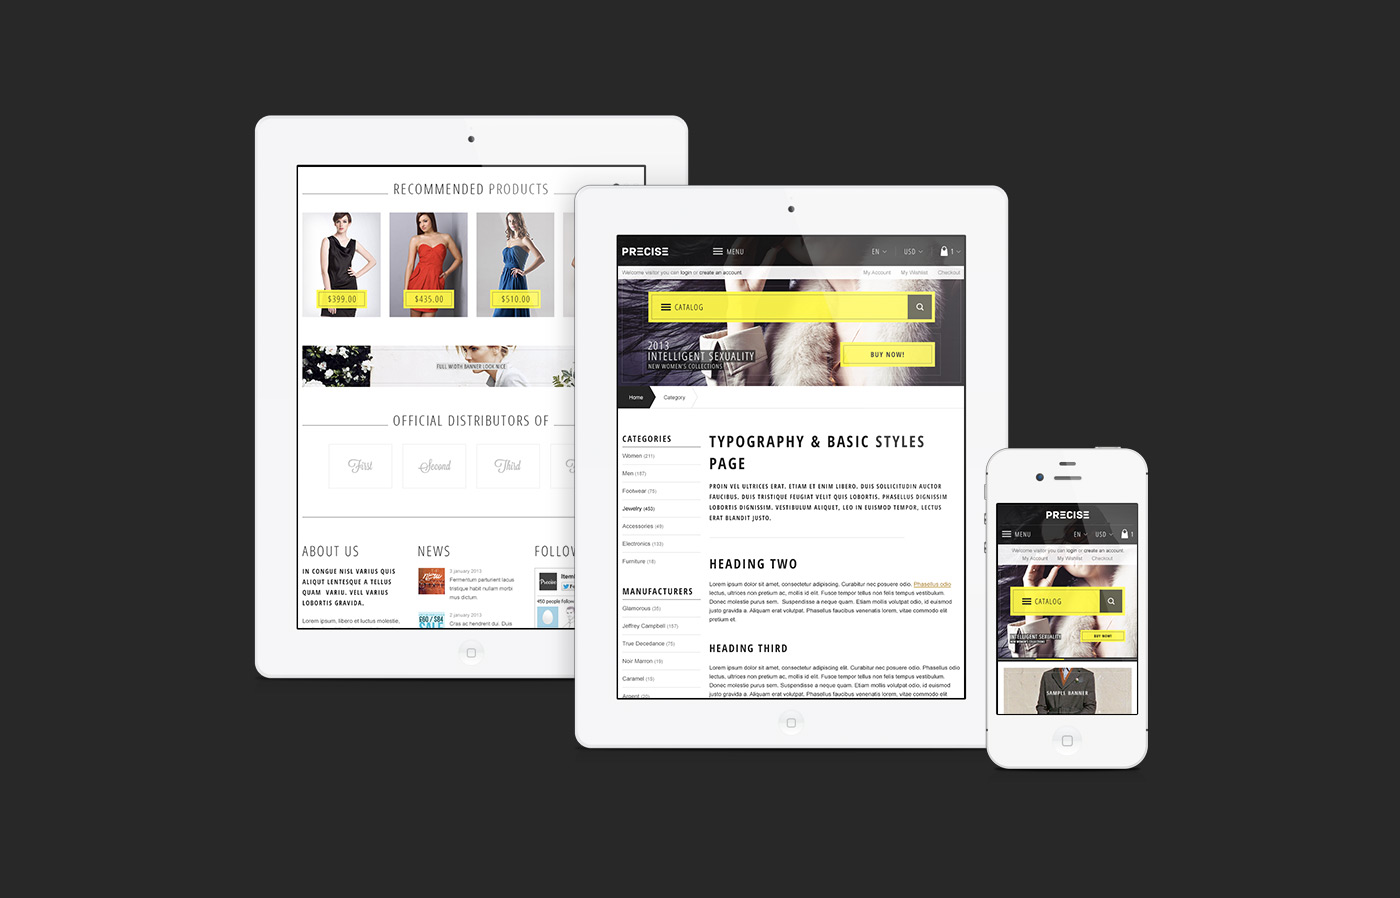 RECOMMENDED PRODUCTS
$399.00
$435.00
$510.00
FULL WIDTH BANNER LOOK NICE
OFFICIAL DISTRIBUTORS OF
First
Second
Third
ABOUT US
IN CONGUE NISL VARIUS QUIS
ALIQUT LENTESQUE A TELLUS
QUAM VARIU. VELL VARIUS
LOBORTIS GRAVIDA.
Lorem ipsum, libero et luctus molestie,
NEWS
3 january 2013
Fermentum parturient lacus
tratique habit nullam morbi
mus dictum.
3 january 2013
Cras ac hendrerit dui. Duis
£60 / $84
SALE
FOLLOW
Precise
450 people follow
PRECISE
MENU
EN
USD
1
Welcome visitor you can login or create an account.
My Account
My Wishlist
Checkout
CATALOG
2013
INTELLIGENT SEXUALITY
NEW WOMEN'S COLLECTIONS
BUY NOW!
Home
Category
CATEGORIES
Women (211)
Men (167)
Footwear (75)
Jewelry (453)
Accessories (49)
Electronics (133)
Furniture (18)
MANUFACTURERS
Glamorous (35)
Jeffrey Campbell (157)
True Decadance (75)
Noir Marron (19)
Caramel (15)
Argent (20)
TYPOGRAPHY & BASIC STYLES
PAGE
PROIN VEL ULTRICES ERAT. ETIAM ET ENIM LIBERO. DUIS SOLLICITUDIN AUCTOR
FAUCIBUS. DUIS TRISTIQUE FEUGIAT VELIT QUIS LOBORTIS. PHASELLUS DIGNISSIM
LOBORTIS DIGNISSIM. VESTIBULUM ALIQUET, LEO IN EUISMOD TEMPOR, LECTUS
ERAT BLANDIT JUSTO.
HEADING TWO
Lorem ipsum dolor sit amet, consectetur adipiscing. Curabitur nec posuere odio. Phasellus odio
lectus, rutrum non pretium ac, mollis id elit. Fusce tempor tellus non felis tempus vestibulum.
Donec molestie purus sem. Suspendisse a neque quam. Etiam molestie volutpat odio, id euismod
justo gravida a. Aliquam erat volutpat. Phasellus faucibus venenatis lorem, vitae commodo elit
pretium et.
HEADING THIRD
Lorem ipsum dolor sit amet, consectetur adipiscing elit. Curabitur nec posuere odio. Phasellus odio
lectus, rutrum non pretium ac, mollis id elit. Fusce tempor tellus non felis tempus vestibulum.
Donec molestie purus sem. Suspendisse a neque quam. Etiam molestie volutpat odio, id euismod
justo gravida a. Aliquam erat volutpat. Phasellus faucibus venenatis lorem, vitae commodo elit
PRECISE
MENU
EN
USD
1
Welcome visitor you can login or create an account.
My Account
My Wishlist
Checkout
CATALOG
INTELLIGENT SEXUALITY
NEW WOMEN'S COLLECTIONS
BUY NOW!
SAMPLE BANNER